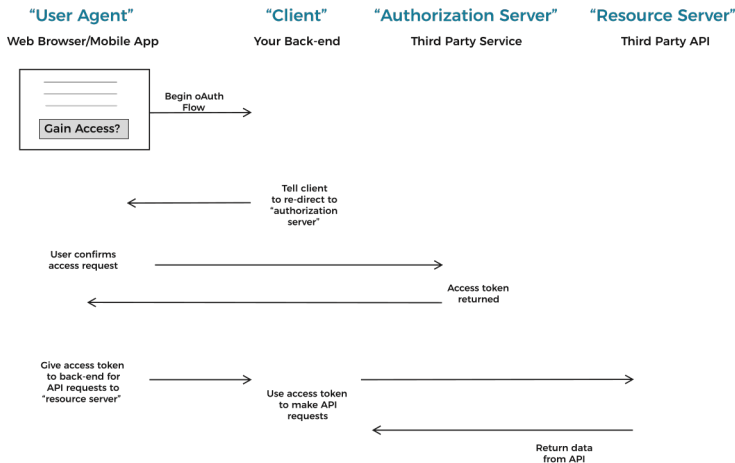 “User Agent”
“Client”
“Authorization Server”
“Resource Server”
Web Browser/Mobile App
Your Back-end
Third Party Service
Third Party API
Gain Access?
Begin oAuth
Flow
Tell client
to re-direct to
“authorization
server”
User confirms
access request
Access token
returned
Give access token
to back-end for
API requests to
“resource server”
Use access token
to make API
requests
Return data
from API